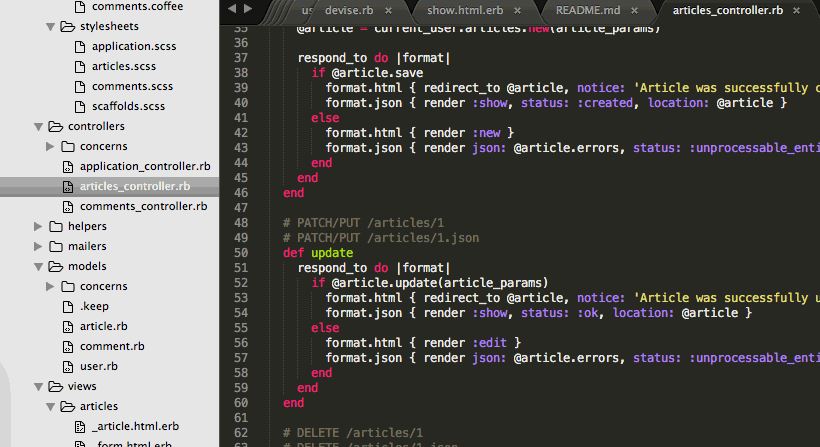 comments.coffee
stylesheets
application.scss
articles.scss
comments.scss
scaffolds.scss
controllers
concerns
application_controller.rb
articles_controller.rb
comments_controller.rb
helpers
mailers
models
concerns
.keep
article.rb
comment.rb
user.rb
views
articles
_article.html.erb
_form.html.erb
us devise.rb × show.html.erb × README.md × articles_controller.rb ×
35 @article = current_user.articles.new(article_params)
36
37 respond_to do |format|
38 if @article.save
39 format.html { redirect_to @article, notice: 'Article was successfully c
40 format.json { render :show, status: :created, location: @article }
41 else
42 format.html { render :new }
43 format.json { render json: @article.errors, status: :unprocessable_enti
44 end
45 end
46 end
47
48 # PATCH/PUT /articles/1
49 # PATCH/PUT /articles/1.json
50 def update
51 respond_to do |format|
52 if @article.update(article_params)
53 format.html { redirect_to @article, notice: 'Article was successfully u
54 format.json { render :show, status: :ok, location: @article }
55 else
56 format.html { render :edit }
57 format.json { render json: @article.errors, status: :unprocessable_enti
58 end
59 end
60 end
61
62 # DELETE /articles/1
63 # DELETE /articles/1.json